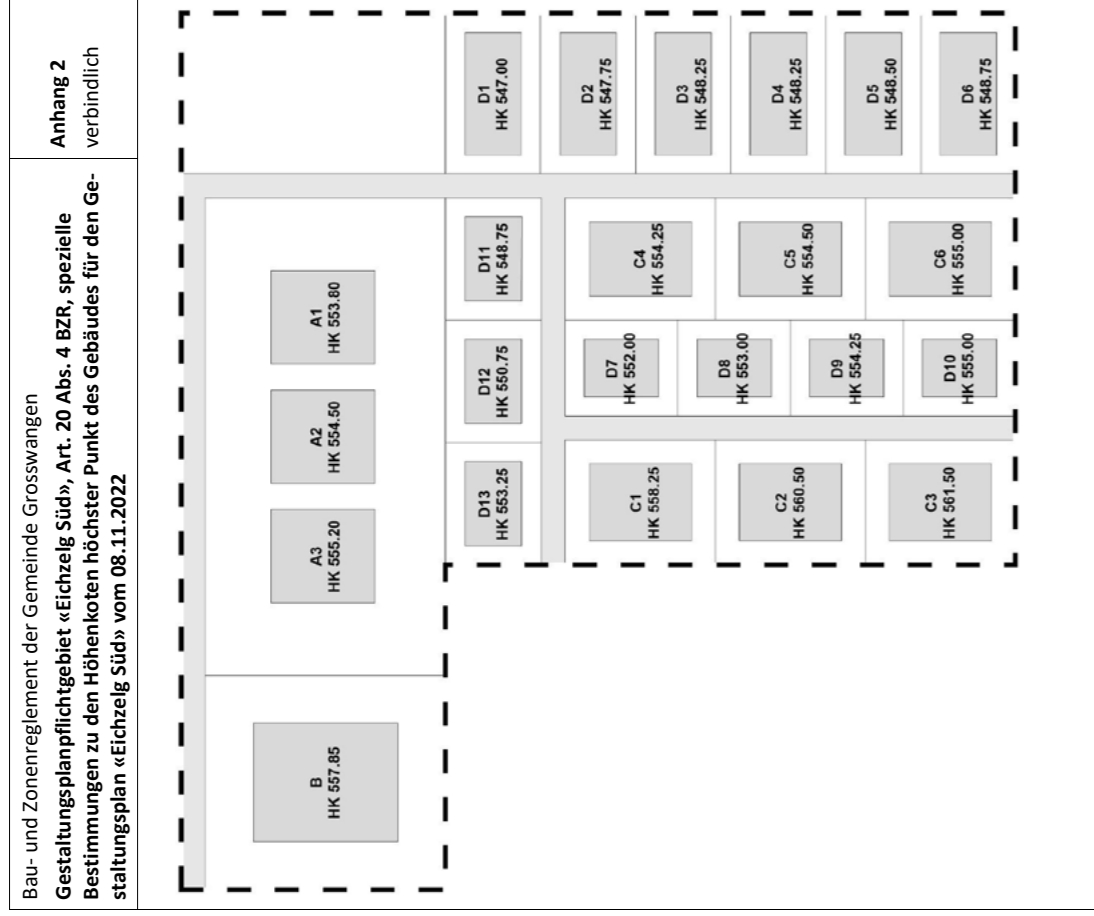 Bau- und Zonenreglement der Gemeinde Grosswangen
Gestaltungsplanpflichtgebiet «Eichzelg Süd», Art. 20 Abs. 4 BZR, spezielle
Bestimmungen zu den Höhenkoten höchster Punkt des Gebäudes für den Ge-
staltungsplan «Eichzelg Süd» vom 08.11.2022
Anhang 2
verbindlich
B
HK 557.85
A3
HK 555.20
A2
HK 554.50
A1
HK 553.80
D13
HK 553.25
D12
HK 550.75
D11
HK 548.75
D1
HK 547.00
D2
HK 547.75
D3
HK 548.25
D4
HK 548.25
D5
HK 548.50
D6
HK 548.75
C1
HK 558.25
C2
HK 560.50
C3
HK 561.50
D7
HK 552.00
D8
HK 553.00
D9
HK 554.25
D10
HK 555.00
C4
HK 554.25
C5
HK 554.50
C6
HK 555.00